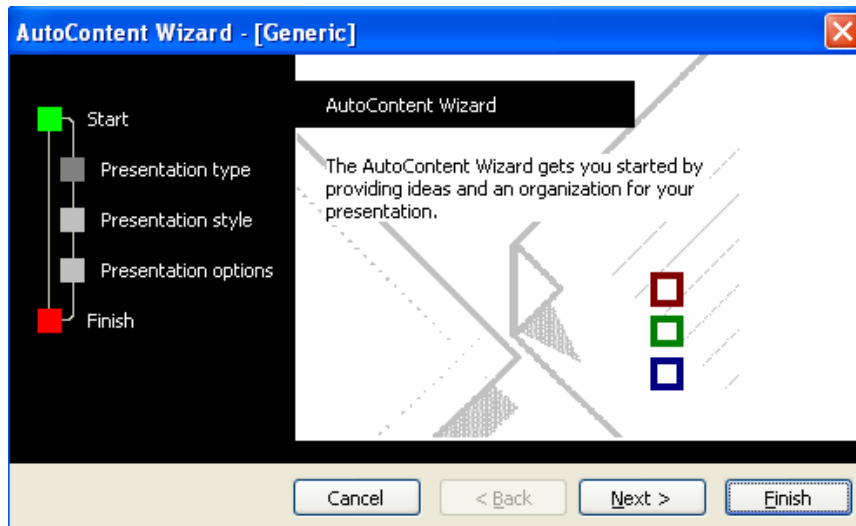 AutoContent Wizard - [Generic]
Start
Presentation type
Presentation style
Presentation options
Finish
AutoContent Wizard
The AutoContent Wizard gets you started by
providing ideas and an organization for your
presentation.
Cancel
< Back
Next >
Finish